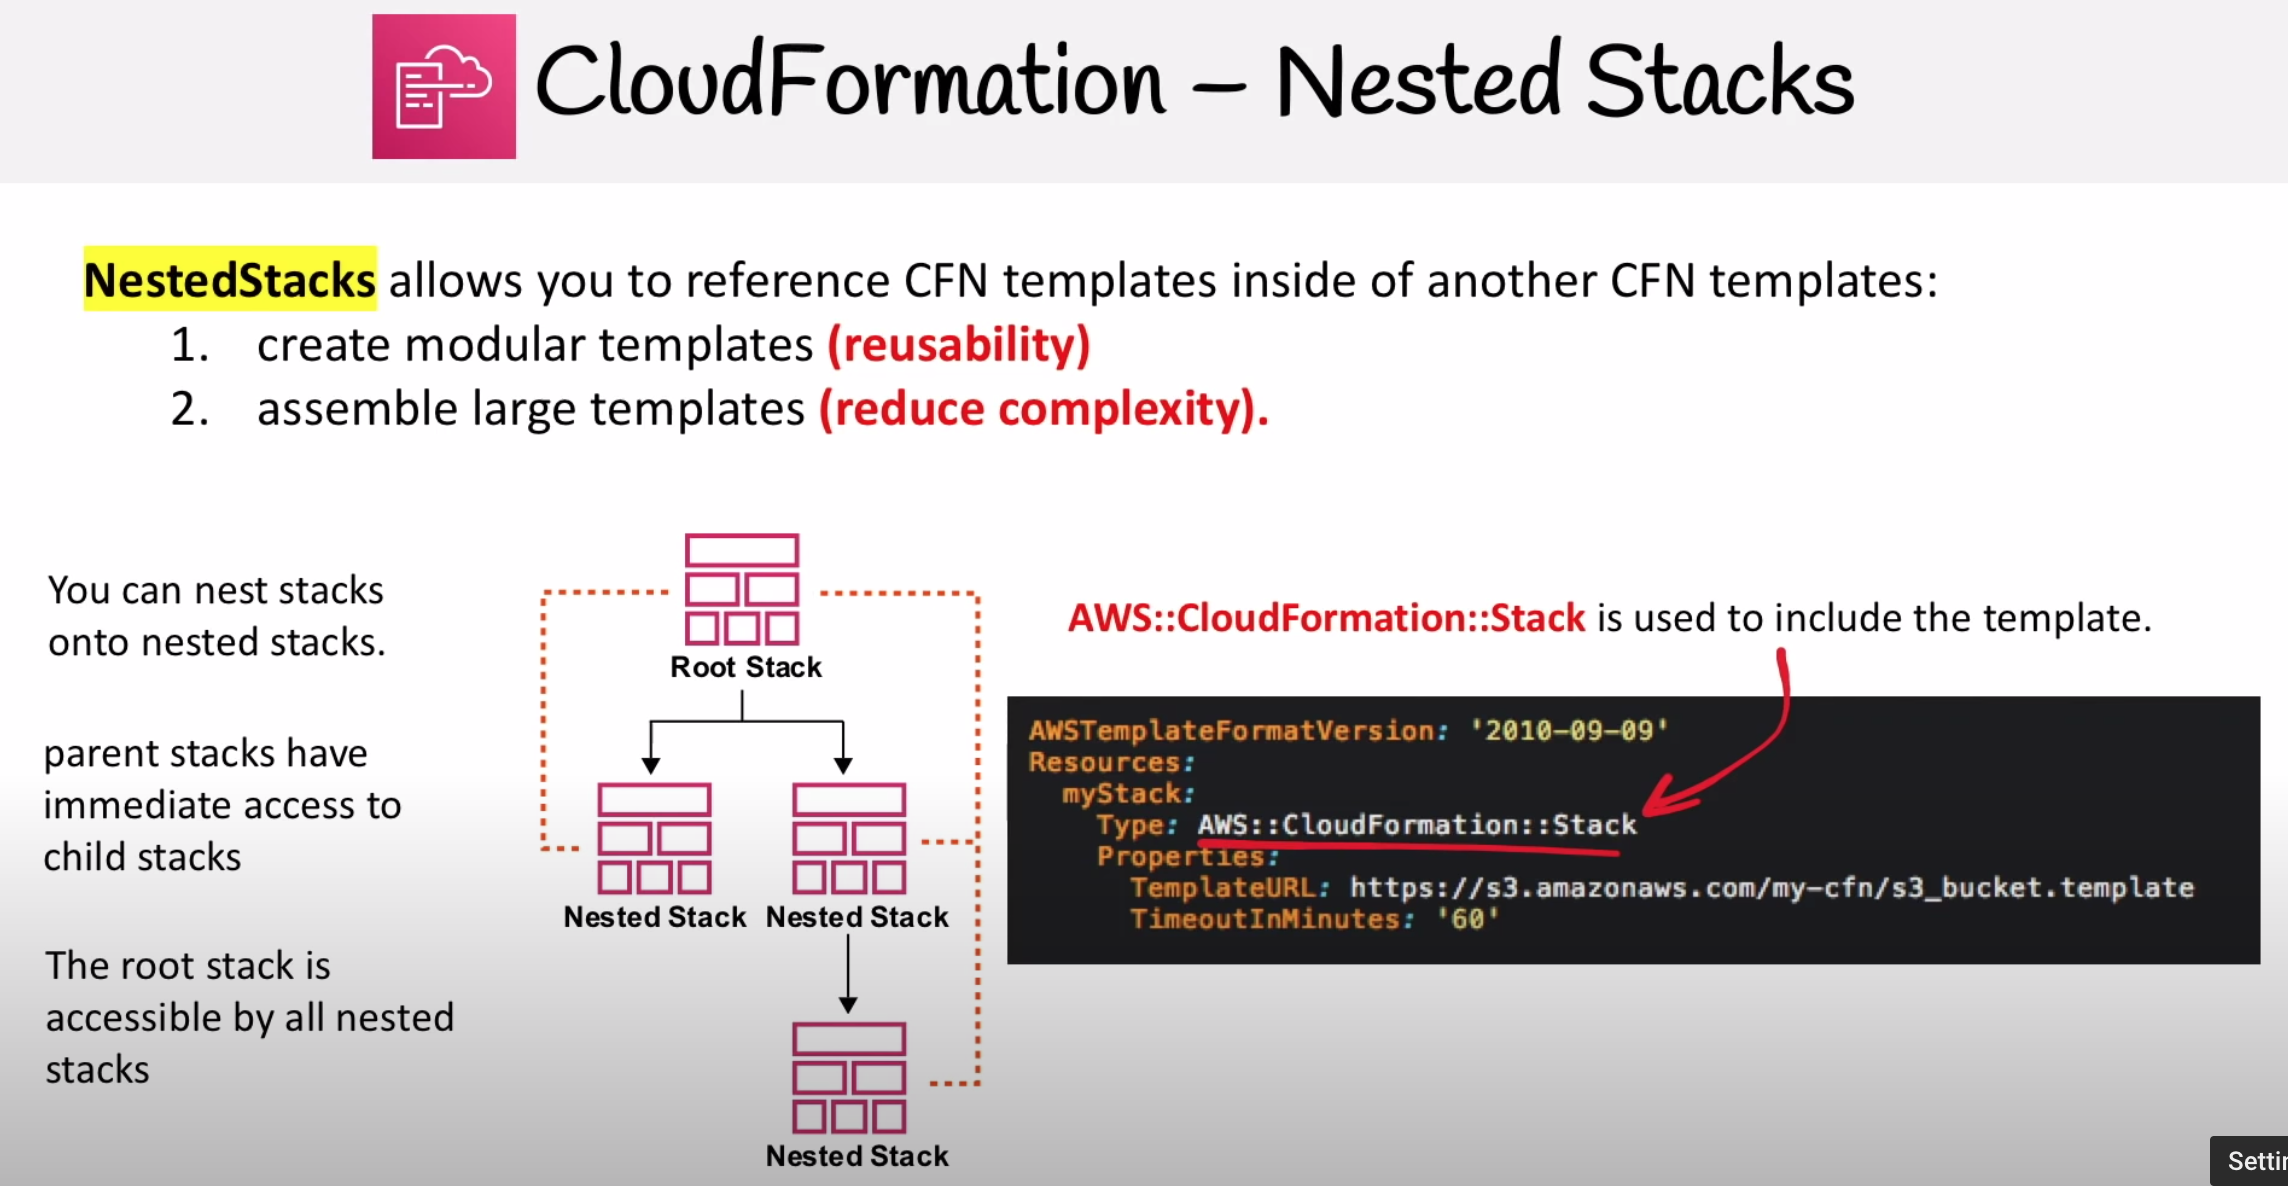 CloudFormation – Nested Stacks
NestedStacks allows you to reference CFN templates inside of another CFN templates:
1. create modular templates (reusability)
2. assemble large templates (reduce complexity).
You can nest stacks
onto nested stacks.
parent stacks have
immediate access to
child stacks
The root stack is
accessible by all nested
stacks
Root Stack
Nested Stack
Nested Stack
Nested Stack
AWS::CloudFormation::Stack is used to include the template.
AWSTemplateFormatVersion: '2010-09-09'
Resources:
  myStack:
    Type: AWS::CloudFormation::Stack
    Properties:
      TemplateURL: https://s3.amazonaws.com/my-cfn/s3_bucket.template
      TimeoutInMinutes: '60'